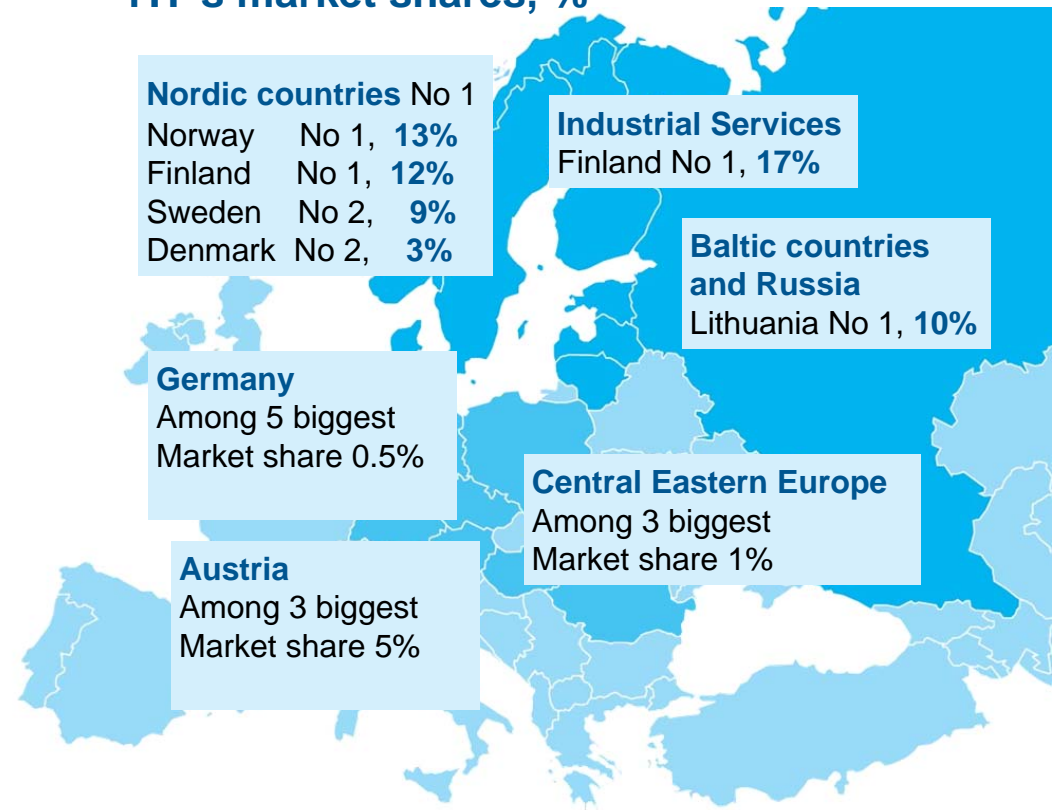 market shares, %
Nordic countries No 1
Norway No 1, 13%
Finland No 1, 12%
Sweden No 2, 9%
Denmark No 2, 3%
Industrial Services
Finland No 1, 17%
Baltic countries
and Russia
Lithuania No 1, 10%
Germany
Among 5 biggest
Market share 0.5%
Central Eastern Europe
Among 3 biggest
Market share 1%
Austria
Among 3 biggest
Market share 5%